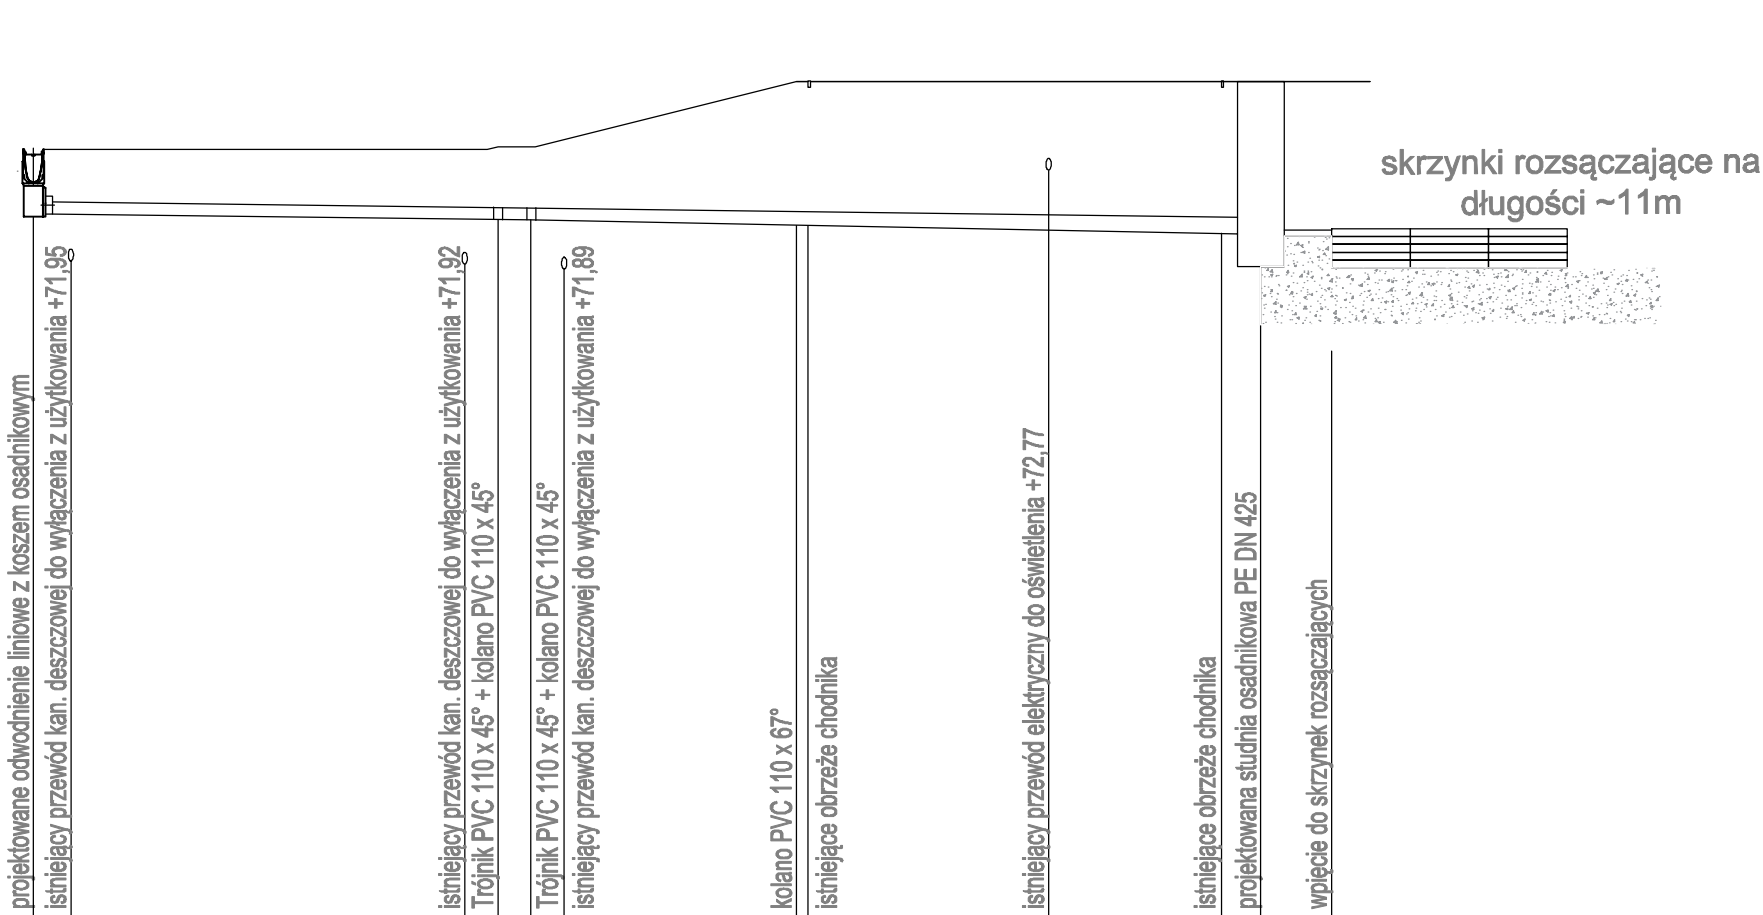 skrzynki rozsączające na
długości ~11m
projektowane odwodnienie liniowe z koszem osadnikowym
istniejący przewód kan. deszczowej do wyłączenia z użytkowania +71,95
istniejący przewód kan. deszczowej do wyłączenia z użytkowania +71,92
Trójnik PVC 110 x 45° + kolano PVC 110 x 45°
Trójnik PVC 110 x 45° + kolano PVC 110 x 45°
istniejący przewód kan. deszczowej do wyłączenia z użytkowania +71,89
kolano PVC 110 x 67°
istniejące obrzeże chodnika
istniejący przewód elektryczny do oświetlenia +72,77
istniejące obrzeże chodnika
projektowana studnia osadnikowa PE DN 425
wpięcie do skrzynek rozsączających